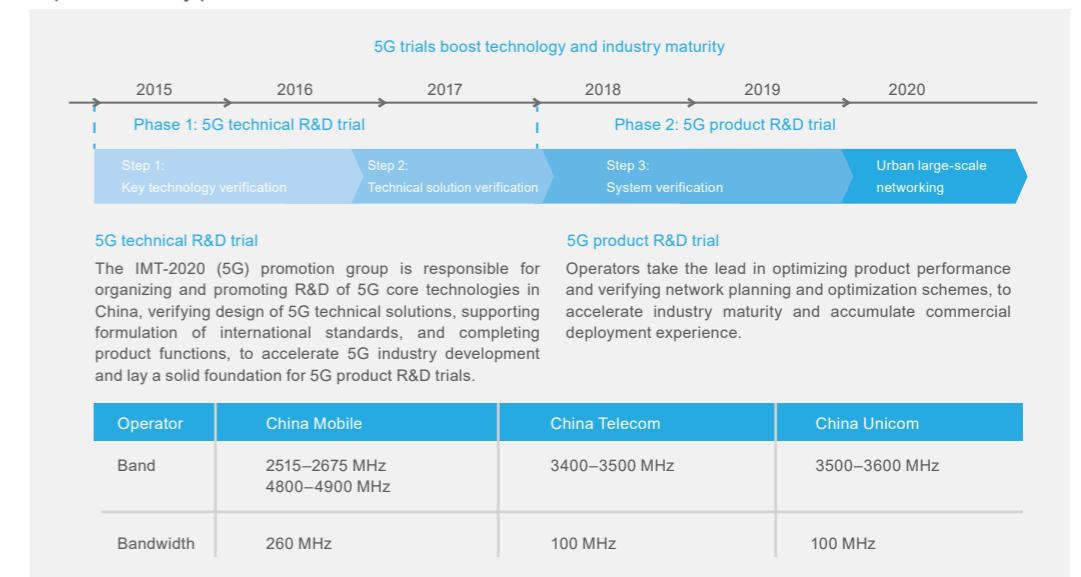 5G trials boost technology and industry maturity
2015 2016 2017 2018 2019 2020
Phase 1: 5G technical R&D trial Phase 2: 5G product R&D trial
Step 1: Step 2: Step 3: Urban large-scale
Key technology verification Technical solution verification System verification networking
5G technical R&D trial
The IMT-2020 (5G) promotion group is responsible for
organizing and promoting R&D of 5G core technologies in
China, verifying design of 5G technical solutions, supporting
formulation of international standards, and completing
product functions, to accelerate 5G industry development
and lay a solid foundation for 5G product R&D trials.
5G product R&D trial
Operators take the lead in optimizing product performance
and verifying network planning and optimization schemes, to
accelerate industry maturity and accumulate commercial
deployment experience.
Operator China Mobile China Telecom China Unicom
Band 2515–2675 MHz 3400–3500 MHz 3500–3600 MHz
4800–4900 MHz
Bandwidth 260 MHz 100 MHz 100 MHz